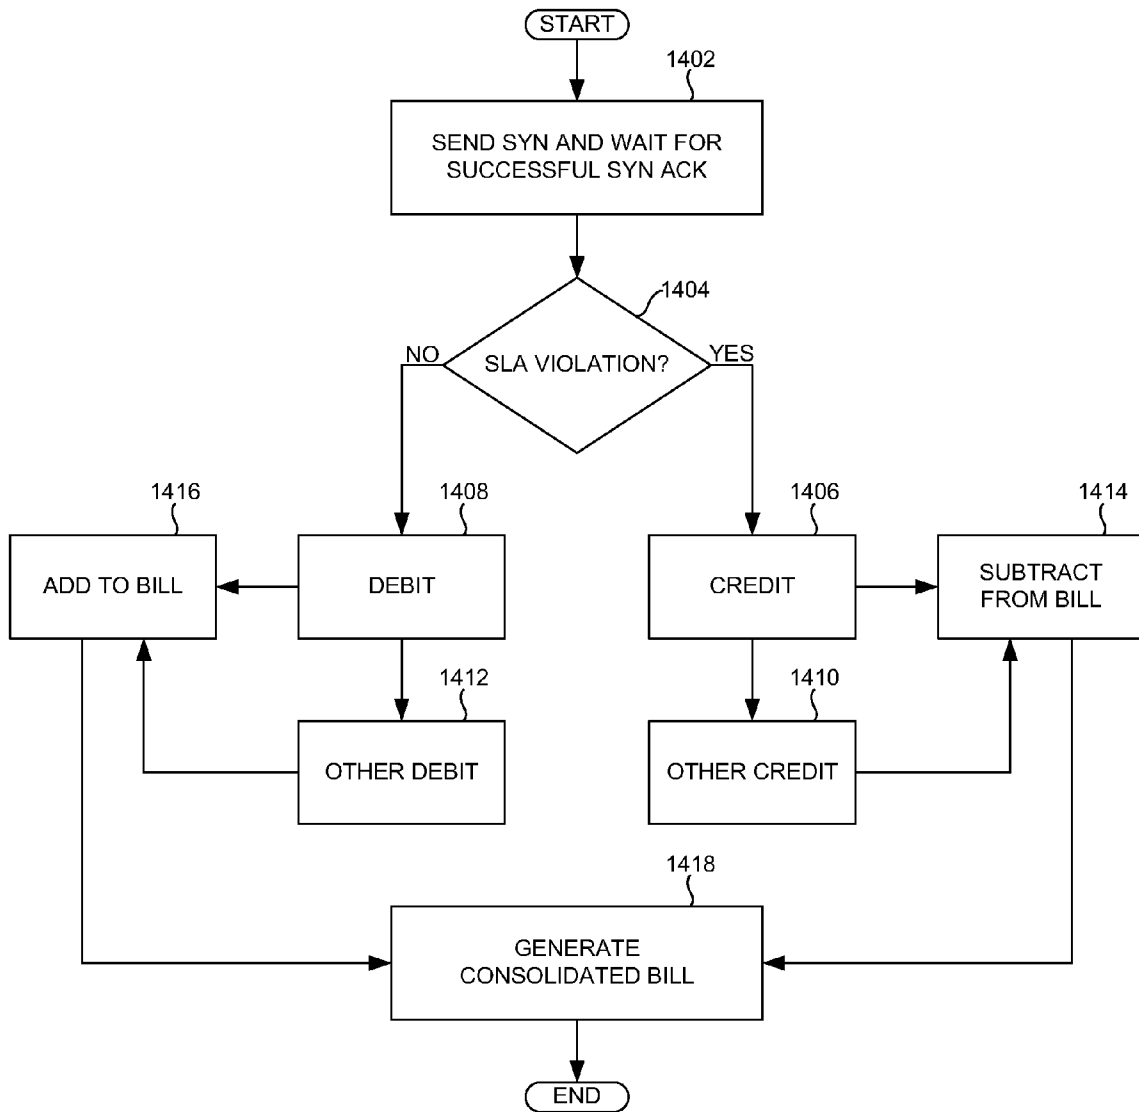 START
1402
SEND SYN AND WAIT FOR
SUCCESSFUL SYN ACK
1404
SLA VIOLATION?
NO
YES
1416
1408
1406
1414
ADD TO BILL
DEBIT
CREDIT
SUBTRACT
FROM BILL
1412
1410
OTHER DEBIT
OTHER CREDIT
1418
GENERATE
CONSOLIDATED BILL
END